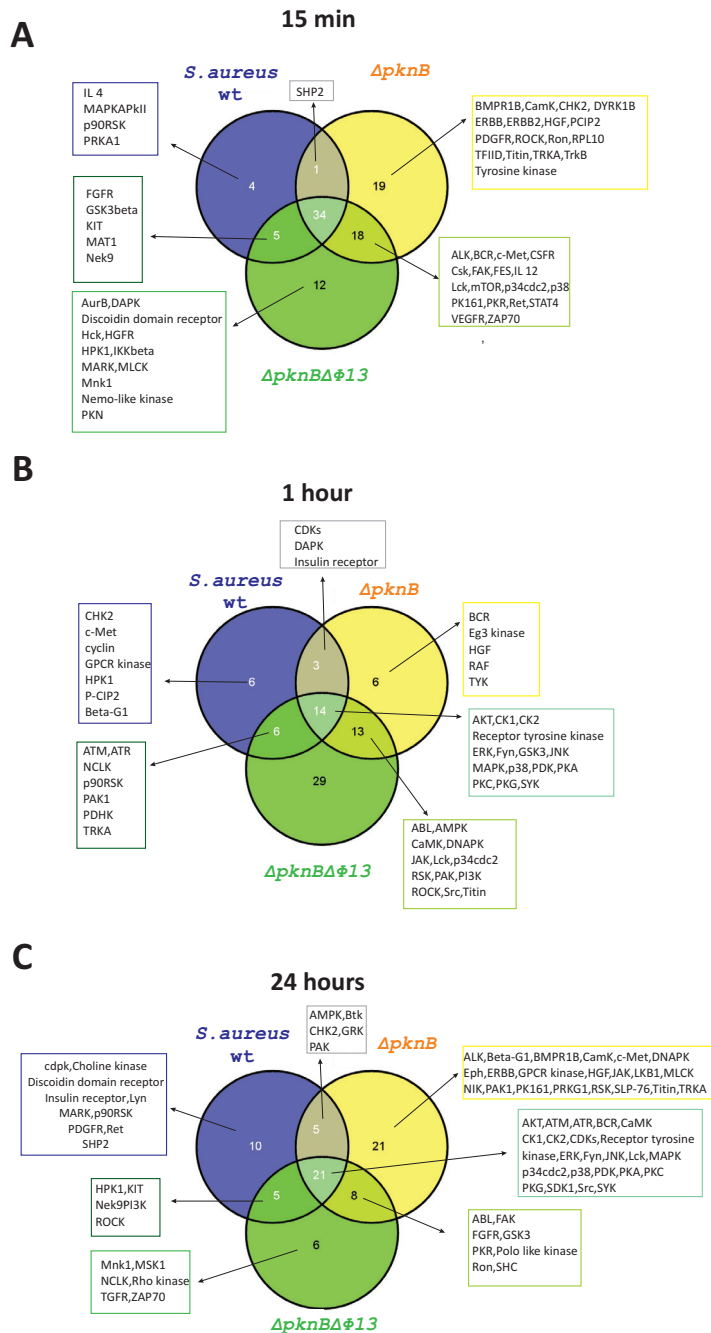 A
15 min
S.aureus
wt
ΔpknB
SHP2
IL 4
MAPKAPkII
p90RSK
PRKA1
BMPR1B,CamK,CHK2, DYRK1B
ERBB,ERBB2,HGF,PCIP2
PDGFR,ROCK,Ron,RPL10
TFIID,Titin,TRKA,TrkB
Tyrosine kinase
1
4
19
34
5
18
12
FGFR
GSK3beta
KIT
MAT1
Nek9
ALK,BCR,c-Met,CSFR
Csk,FAK,FES,IL 12
Lck,mTOR,p34cdc2,p38
PK161,PKR,Ret,STAT4
VEGFR,ZAP70
,
AurB,DAPK
Discoidin domain receptor
Hck,HGFR
HPK1,IKKbeta
MARK,MLCK
Mnk1
Nemo-like kinase
PKN
ΔpknBΔΦ13
B
1 hour
CDKs
DAPK
Insulin receptor
S.aureus
wt
ΔpknB
CHK2
c-Met
cyclin
GPCR kinase
HPK1
P-CIP2
Beta-G1
BCR
Eg3 kinase
HGF
RAF
TYK
3
6
6
14
6
13
29
AKT,CK1,CK2
Receptor tyrosine kinase
ERK,Fyn,GSK3,JNK
MAPK,p38,PDK,PKA
PKC,PKG,SYK
ATM,ATR
NCLK
p90RSK
PAK1
PDHK
TRKA
ABL,AMPK
CaMK,DNAPK
JAK,Lck,p34cdc2
RSK,PAK,PI3K
ROCK,Src,Titin
ΔpknBΔΦ13
C
24 hours
AMPK,Btk
CHK2,GRK
PAK
S.aureus
wt
ΔpknB
cdpk,Choline kinase
Discoidin domain receptor
Insulin receptor,Lyn
MARK,p90RSK
PDGFR,Ret
SHP2
ALK,Beta-G1,BMPR1B,CamK,c-Met,DNAPK
Eph,ERBB,GPCR kinase,HGF,JAK,LKB1,MLCK
NIK,PAK1,PK161,PRKG1,RSK,SLP-76,Titin,TRKA
5
10
21
21
5
8
6
AKT,ATM,ATR,BCR,CaMK
CK1,CK2,CDKs,Receptor tyrosine
kinase,ERK,Fyn,JNK,Lck,MAPK
p34cdc2,p38,PDK,PKA,PKC
PKG,SDK1,Src,SYK
HPK1,KIT
Nek9PI3K
ROCK
ABL,FAK
FGFR,GSK3
PKR,Polo like kinase
Ron,SHC
Mnk1,MSK1
NCLK,Rho kinase
TGFR,ZAP70
ΔpknBΔΦ13